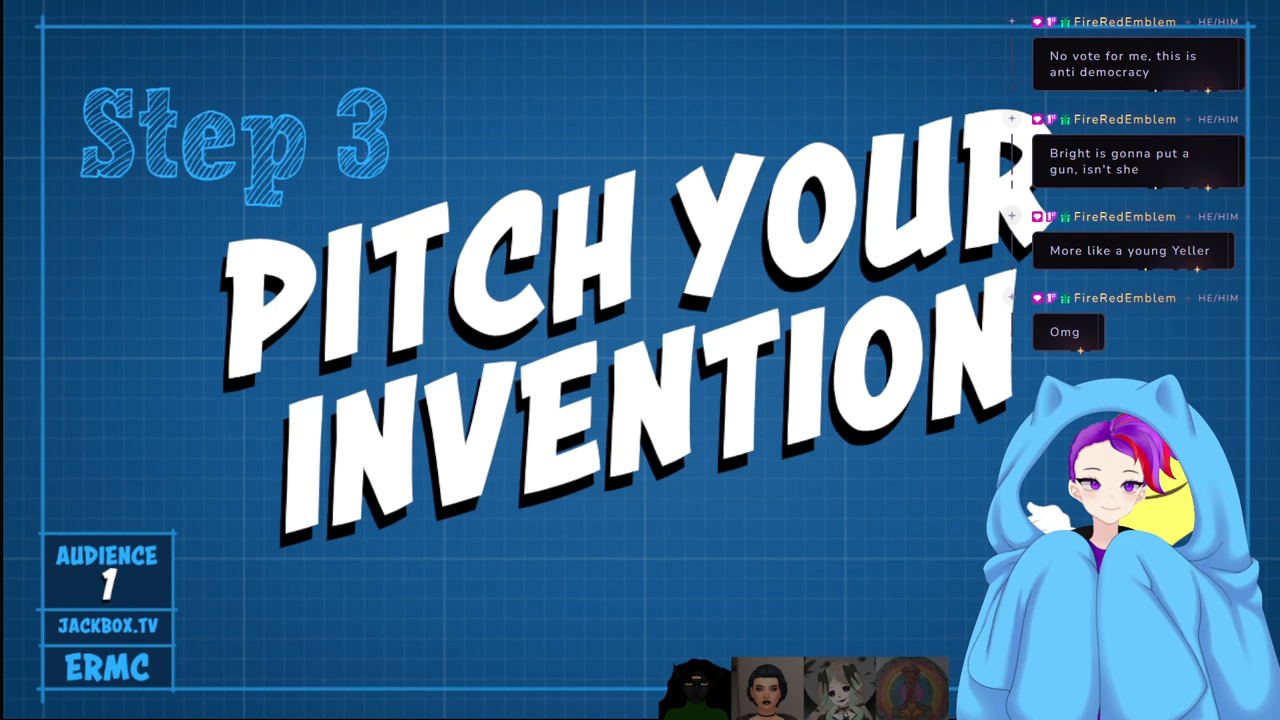 Step 3
PITCH YOUR
INVENTION
AUDIENCE
1
JACKBOX.TV
ERMC
FireRedEmblem HE/HIM
No vote for me, this is
anti democracy
FireRedEmblem HE/HIM
Bright is gonna put a
gun, isn't she
FireRedEmblem HE/HIM
More like a young Yeller
FireRedEmblem HE/HIM
Omg